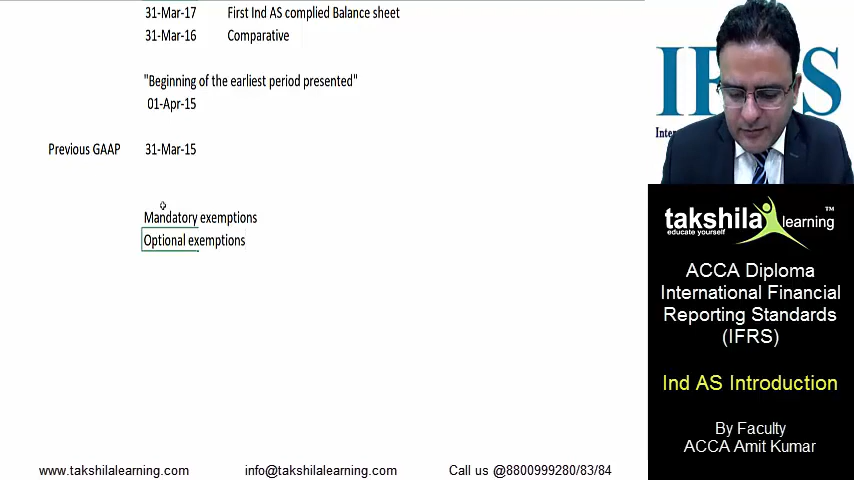 31-Mar-17 First Ind AS complied Balance sheet
31-Mar-16 Comparative
"Beginning of the earliest period presented"
01-Apr-15
Previous GAAP 31-Mar-15
Mandatory exemptions
Optional exemptions
takshila learning ™
educate yourself
ACCA Diploma
International Financial
Reporting Standards
(IFRS)
Ind AS Introduction
By Faculty
ACCA Amit Kumar
www.takshilalearning.com info@takshilalearning.com Call us @8800999280/83/84